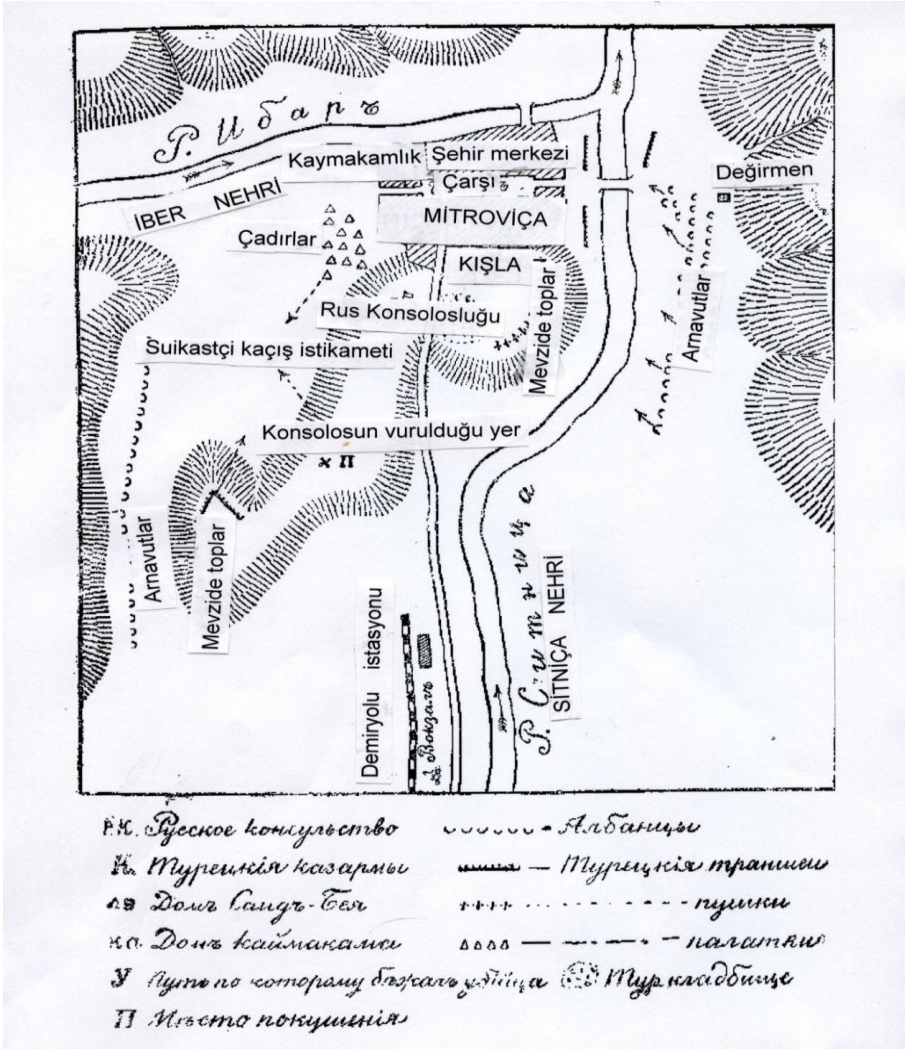 Р. Ибаръ
Kaymakamlık
Şehir merkezi
Çarşi
Değirmen
İBER NEHRİ
MİTROVİÇA
Çadırlar
KIŞLA
Rus Konsolosluğu
Mevzide toplar
Arnavutlar
Suikastçi kaçış istikameti
Konsolosun vurulduğu yer
П
Arnavutlar
Mevzide toplar
Demiryolu istasyonu
Вокзалъ
Р. Ситница
SİTNİÇA NEHRİ
Р.К. Русское консульство
Албанцы
К. Турецкія казармы
Турецкія траншеи
Домъ Саидъ-Бея
пушки
к.п. Домъ каймакама
палатки
У Путь по которому бѣжалъ убійца
Тур кладбище
П Мѣсто покушенія